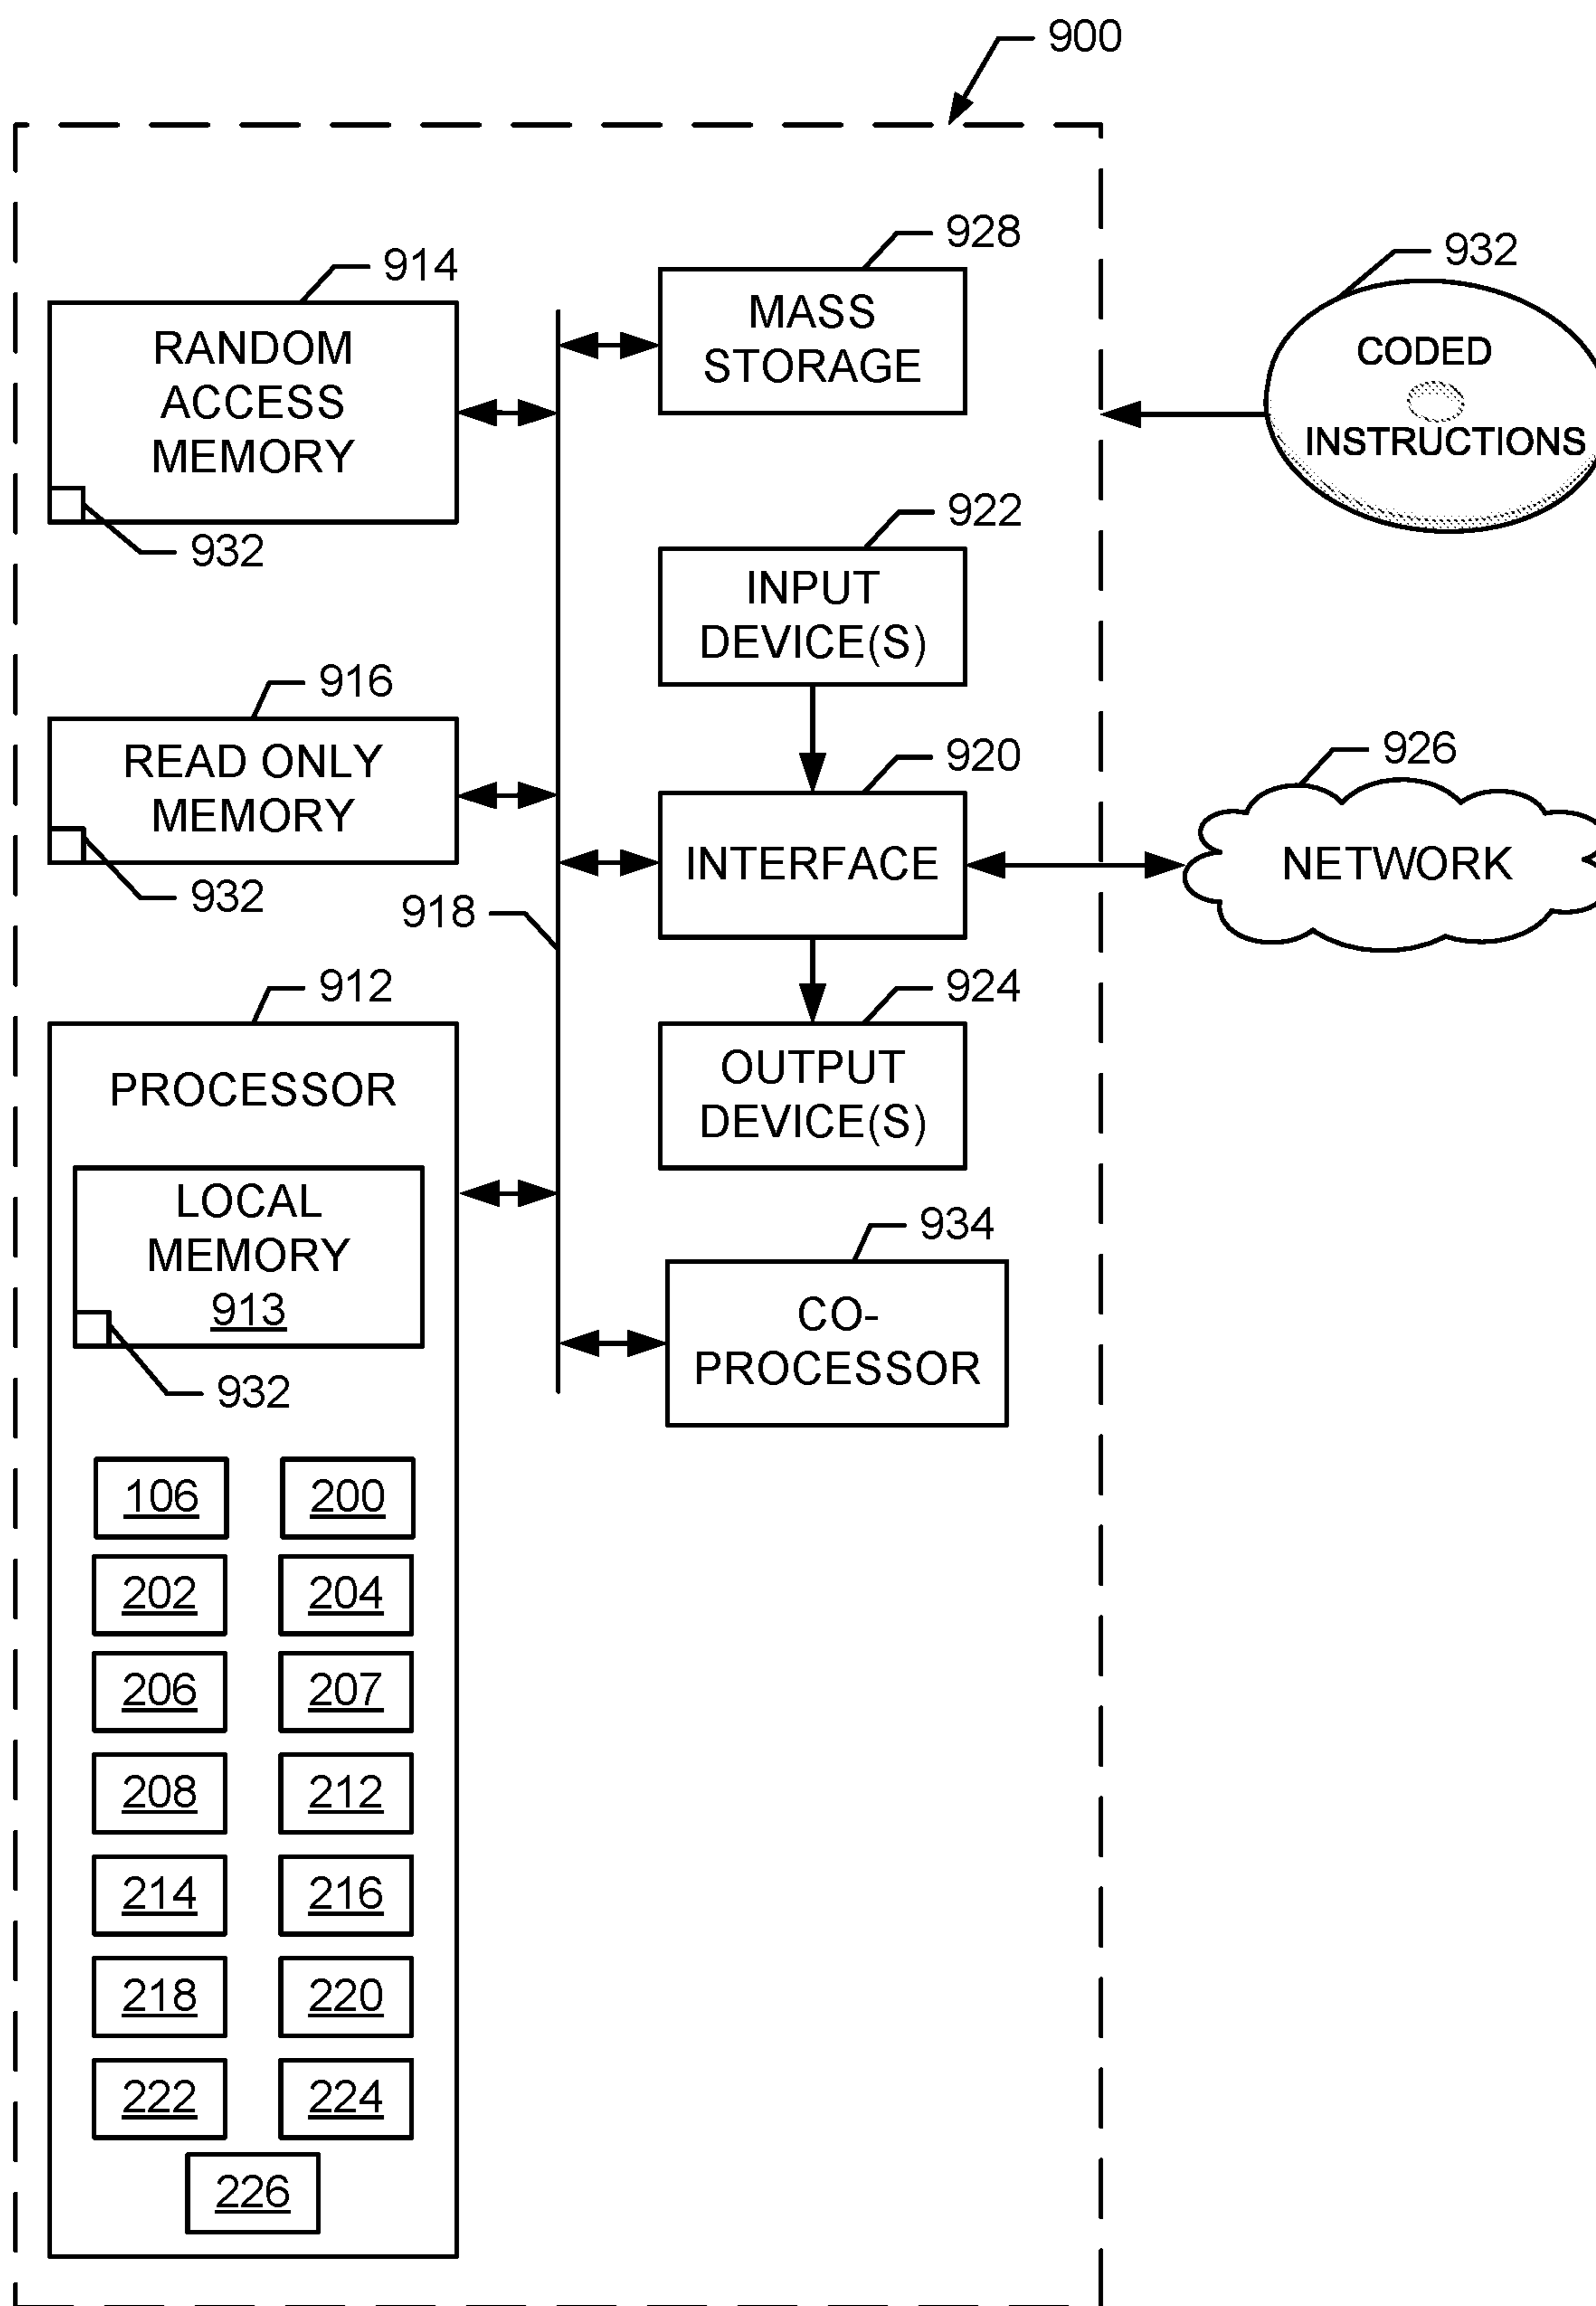 900
928
914
932
MASS
STORAGE
RANDOM
ACCESS
MEMORY
CODED
INSTRUCTIONS
932
922
INPUT
DEVICE(S)
916
READ ONLY
MEMORY
932
920
926
INTERFACE
NETWORK
918
912
924
PROCESSOR
OUTPUT
DEVICE(S)
LOCAL
MEMORY
913
932
934
CO-
PROCESSOR
106 200
202 204
206 207
208 212
214 216
218 220
222 224
226